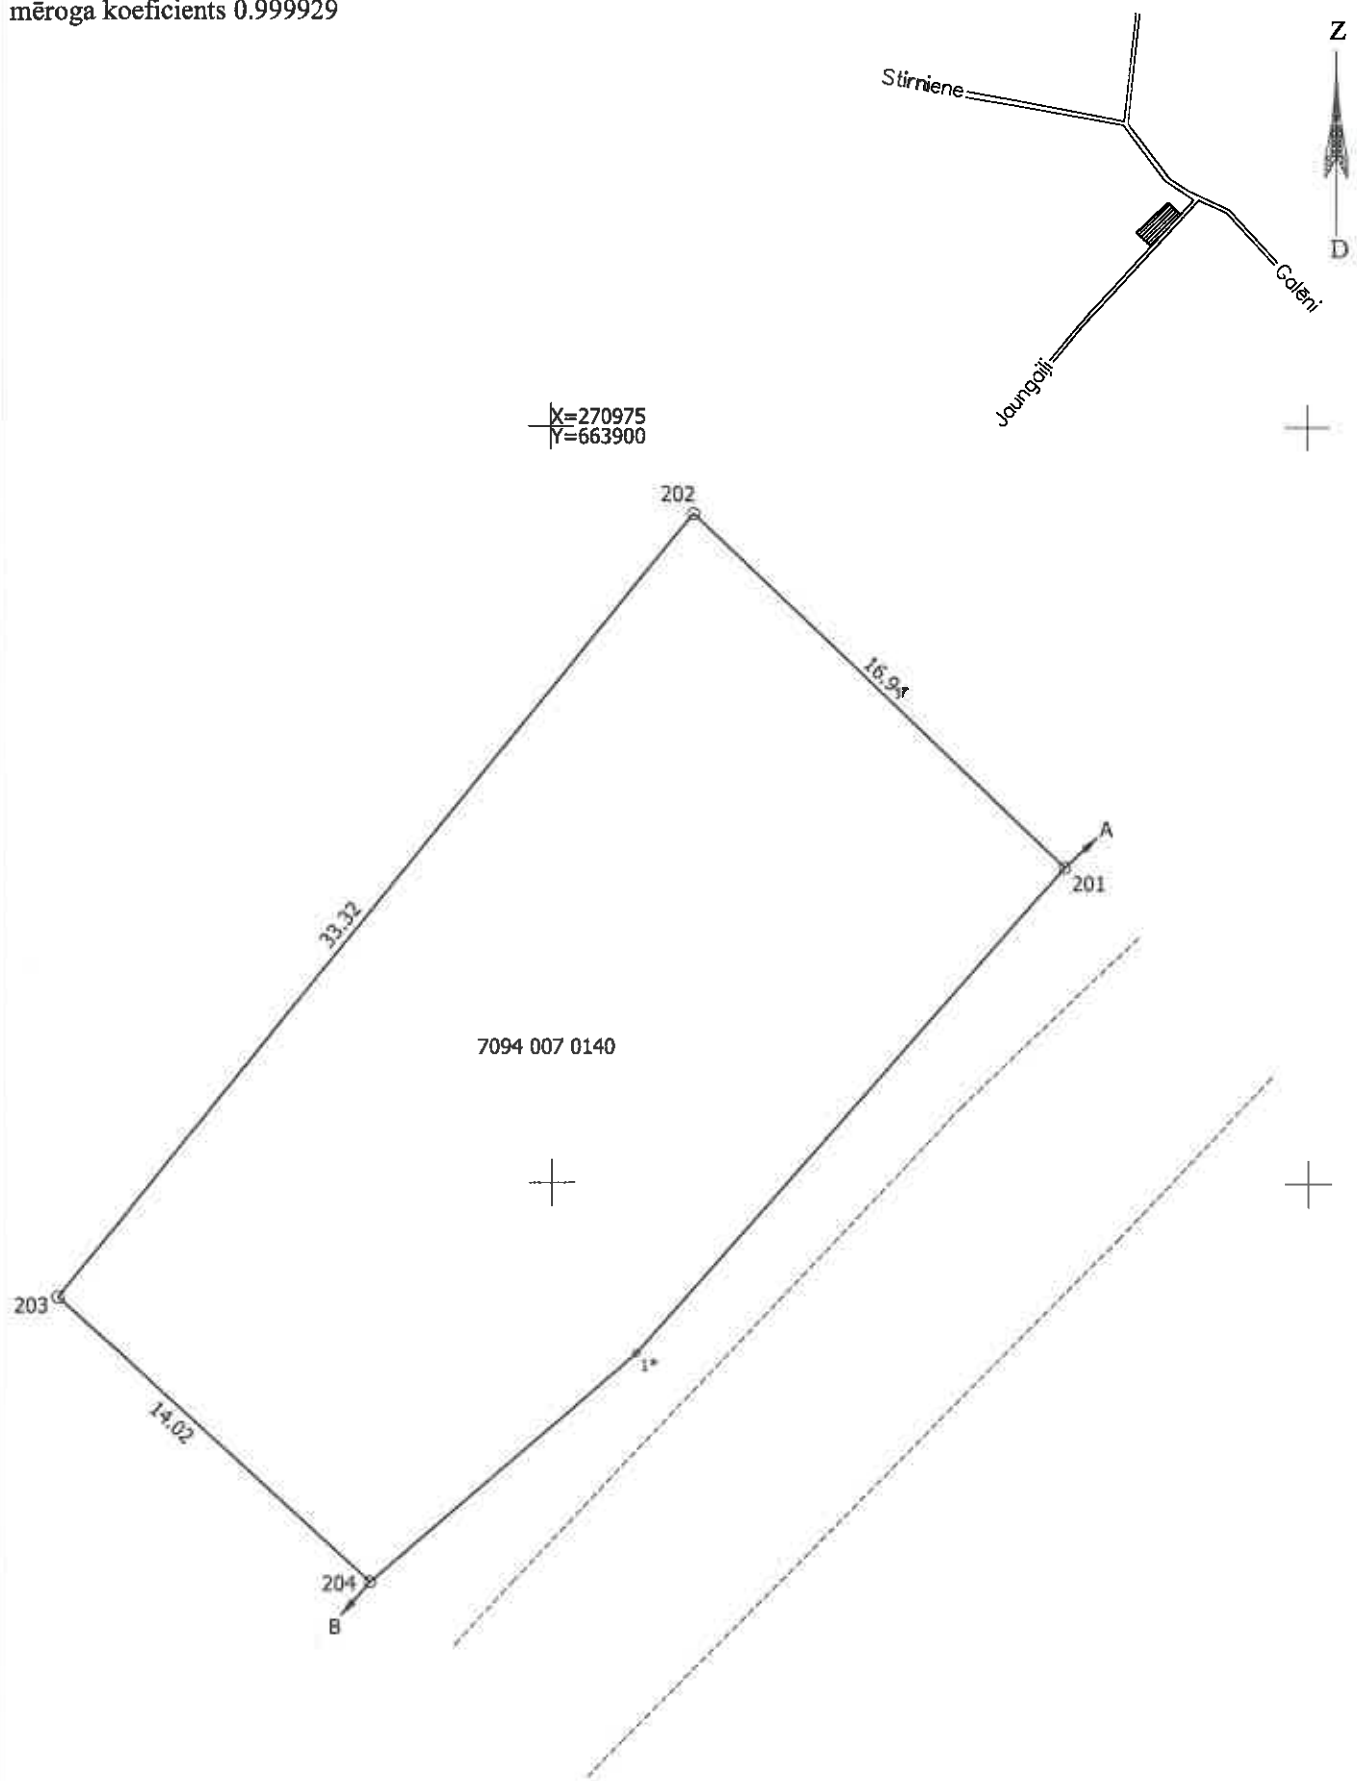 mēroga koeficients 0.999929
Z
Stirniene
D
Galēni
Jaungaiļi
X=270975
Y=663900
202
16.94
A
201
33.32
7094 007 0140
203
1*
14.02
204
B